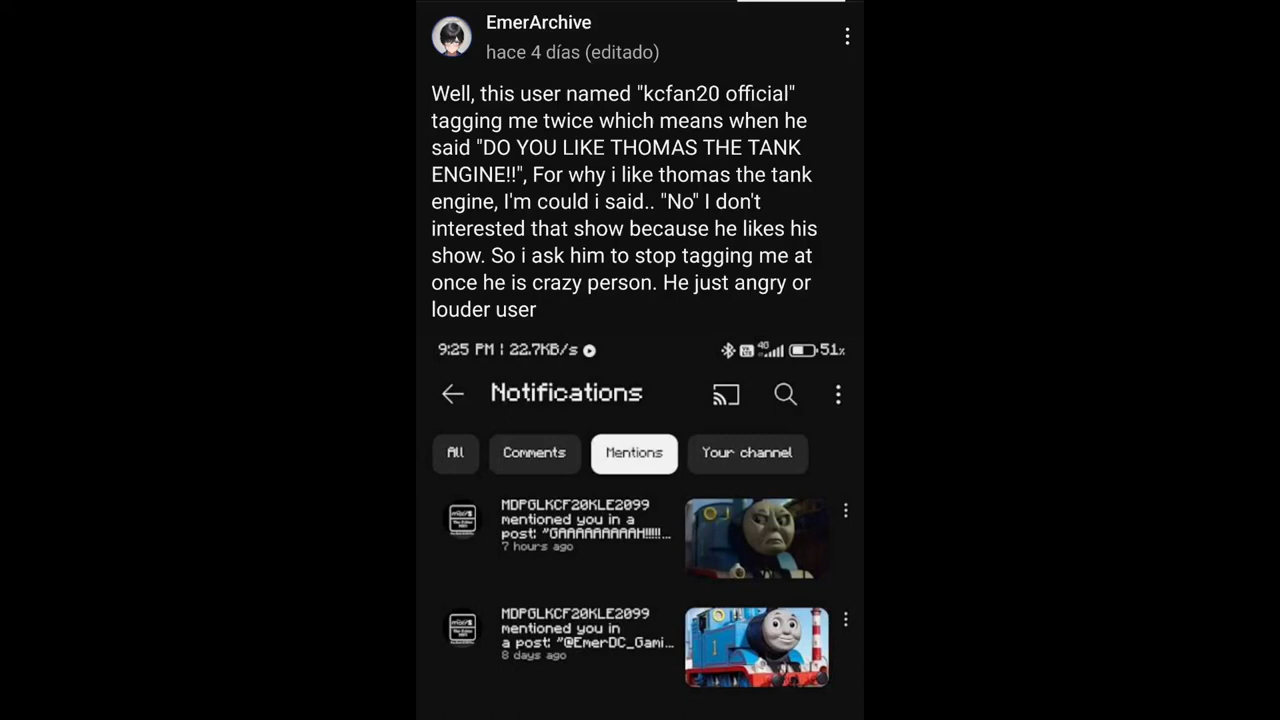 EmerArchive
hace 4 días (editado)
Well, this user named "kcfan20 official"
tagging me twice which means when he
said "DO YOU LIKE THOMAS THE TANK
ENGINE!!", For why i like thomas the tank
engine, I'm could i said.. "No" I don't
interested that show because he likes his
show. So i ask him to stop tagging me at
once he is crazy person. He just angry or
louder user
9:25 PM | 22.7KB/s 4G 51%
Notifications
All Comments Mentions Your channel
MDPGLKCF20KLE2099
mentioned you in a
post: "GAAAAAAAAAH!!!!!...
7 hours ago
MDPGLKCF20KLE2099
mentioned you in
a post: "@EmerDC_Gami...
8 days ago
1